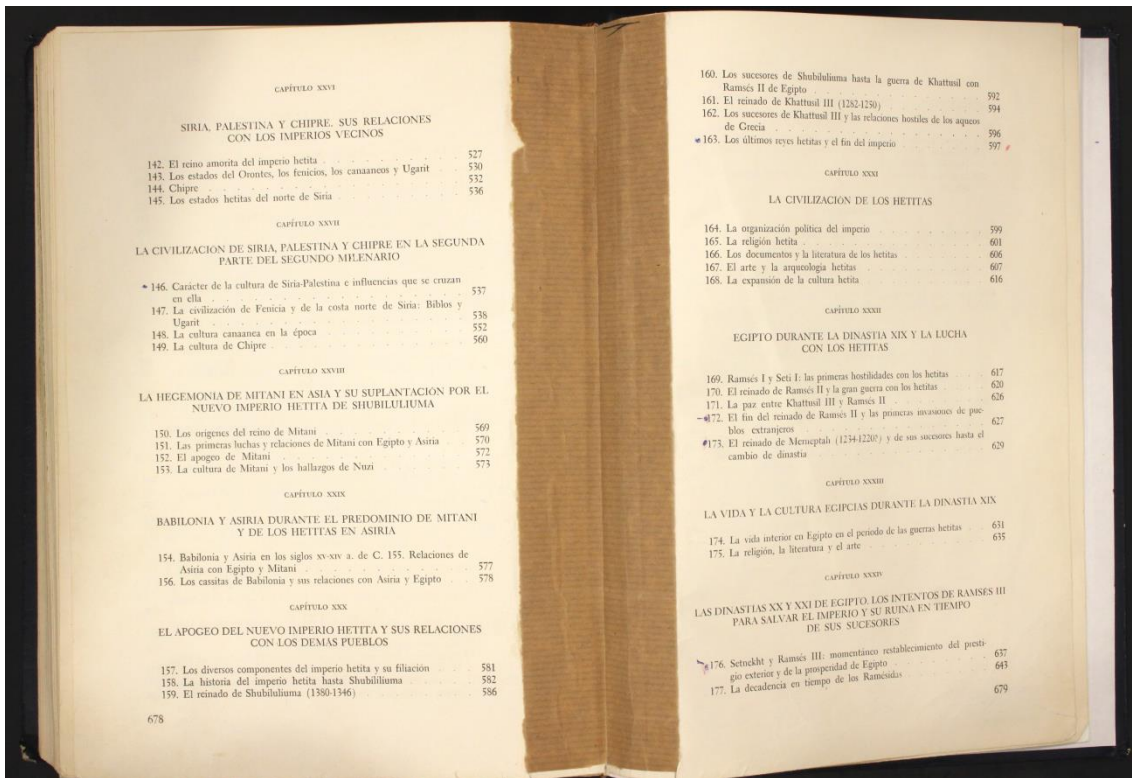 CAPÍTULO XXVI
SIRIA, PALESTINA Y CHIPRE. SUS RELACIONES
CON LOS IMPERIOS VECINOS
142. El reino amorita del imperio hetita 527
143. Los estados del Orontes, los fenicios, los canaaneos y Ugarit 530
144. Chipre 532
145. Los estados hetitas del norte de Siria 536
CAPÍTULO XXVII
LA CIVILIZACIÓN DE SIRIA, PALESTINA Y CHIPRE EN LA SEGUNDA
PARTE DEL SEGUNDO MILENARIO
146. Carácter de la cultura de Siria-Palestina e influencias que se cruzan
en ella 537
147. La civilización de Fenicia y de la costa norte de Siria: Biblos y
Ugarit 538
148. La cultura canaanea en la época 552
149. La cultura de Chipre 560
CAPÍTULO XXVIII
LA HEGEMONIA DE MITANI EN ASIA Y SU SUPLANTACIÓN POR EL
NUEVO IMPERIO HETITA DE SHUBILULIUMA
150. Los orígenes del reino de Mitani 569
151. Las primeras luchas y relaciones de Mitani con Egipto y Asiria 570
152. El apogeo de Mitani 572
153. La cultura de Mitani y los hallazgos de Nuzi 573
CAPÍTULO XXIX
BABILONIA Y ASIRIA DURANTE EL PREDOMINIO DE MITANI
Y DE LOS HETITAS EN ASIRIA
154. Babilonia y Asiria en los siglos XV-XIV a. de C. 155. Relaciones de
Asiria con Egipto y Mitani 577
156. Los cassitas de Babilonia y sus relaciones con Asiria y Egipto 578
CAPÍTULO XXX
EL APOGEO DEL NUEVO IMPERIO HETITA Y SUS RELACIONES
CON LOS DEMÁS PUEBLOS
157. Los diversos componentes del imperio hetita y su filiación 581
158. La historia del imperio hetita hasta Shubililiuma 582
159. El reinado de Shubiluliuma (1380-1346) 586
678
160. Los sucesores de Shubiluliuma hasta la guerra de Khattusil con
Ramsés II de Egipto 592
161. El reinado de Khattusil III (1282-1250) 594
162. Los sucesores de Khattusil III y las relaciones hostiles de los aqueos
de Grecia 596
163. Los últimos reyes hetitas y el fin del imperio 597
CAPÍTULO XXXI
LA CIVILIZACIÓN DE LOS HETITAS
164. La organización política del imperio 599
165. La religión hetita 601
166. Los documentos y la literatura de los hetitas 606
167. El arte y la arqueología hetitas 607
168. La expansión de la cultura hetita 616
CAPÍTULO XXXII
EGIPTO DURANTE LA DINASTIA XIX Y LA LUCHA
CON LOS HETITAS
169. Ramsés I y Seti I: las primeras hostilidades con los hetitas 617
170. El reinado de Ramsés II y la gran guerra con los hetitas 620
171. La paz entre Khattusil III y Ramsés II 626
172. El fin del reinado de Ramsés II y las primeras invasiones de pue-
blos extranjeros 627
173. El reinado de Merneptah (1234-1220?) y de sus sucesores hasta el
cambio de dinastía 629
CAPÍTULO XXXIII
LA VIDA Y LA CULTURA EGIPCIAS DURANTE LA DINASTIA XIX
174. La vida interior en Egipto en el periodo de las guerras hetitas 631
175. La religión, la literatura y el arte 635
CAPÍTULO XXXIV
LAS DINASTIAS XX Y XXI DE EGIPTO. LOS INTENTOS DE RAMSES III
PARA SALVAR EL IMPERIO Y SU RUINA EN TIEMPO
DE SUS SUCESORES
176. Setnekht y Ramsés III: momentáneo restablecimiento del presti-
gio exterior y de la prosperidad de Egipto 637
177. La decadencia en tiempo de los Ramésidas 643
679